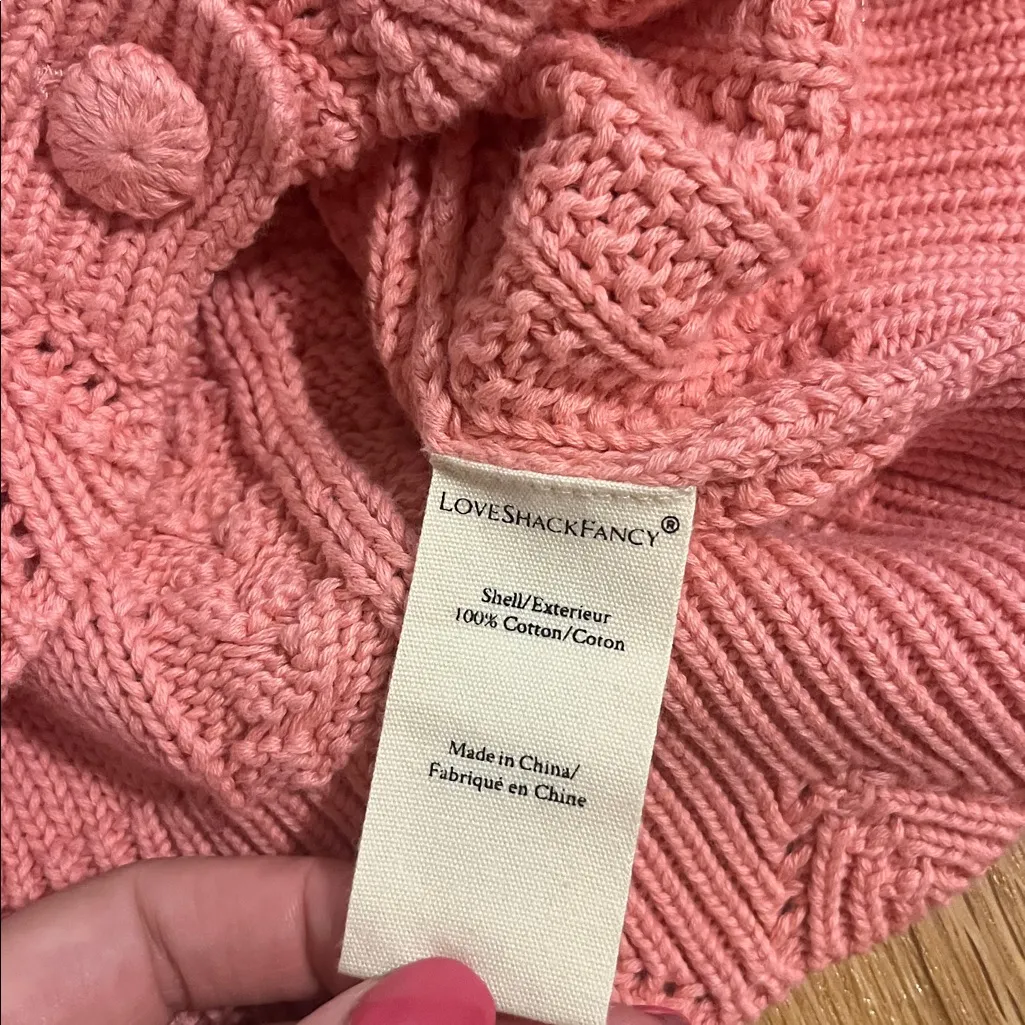 LOVESHACKFANCY®
Shell/Exterieur
100% Cotton/Coton
Made in China/
Fabriqué en Chine